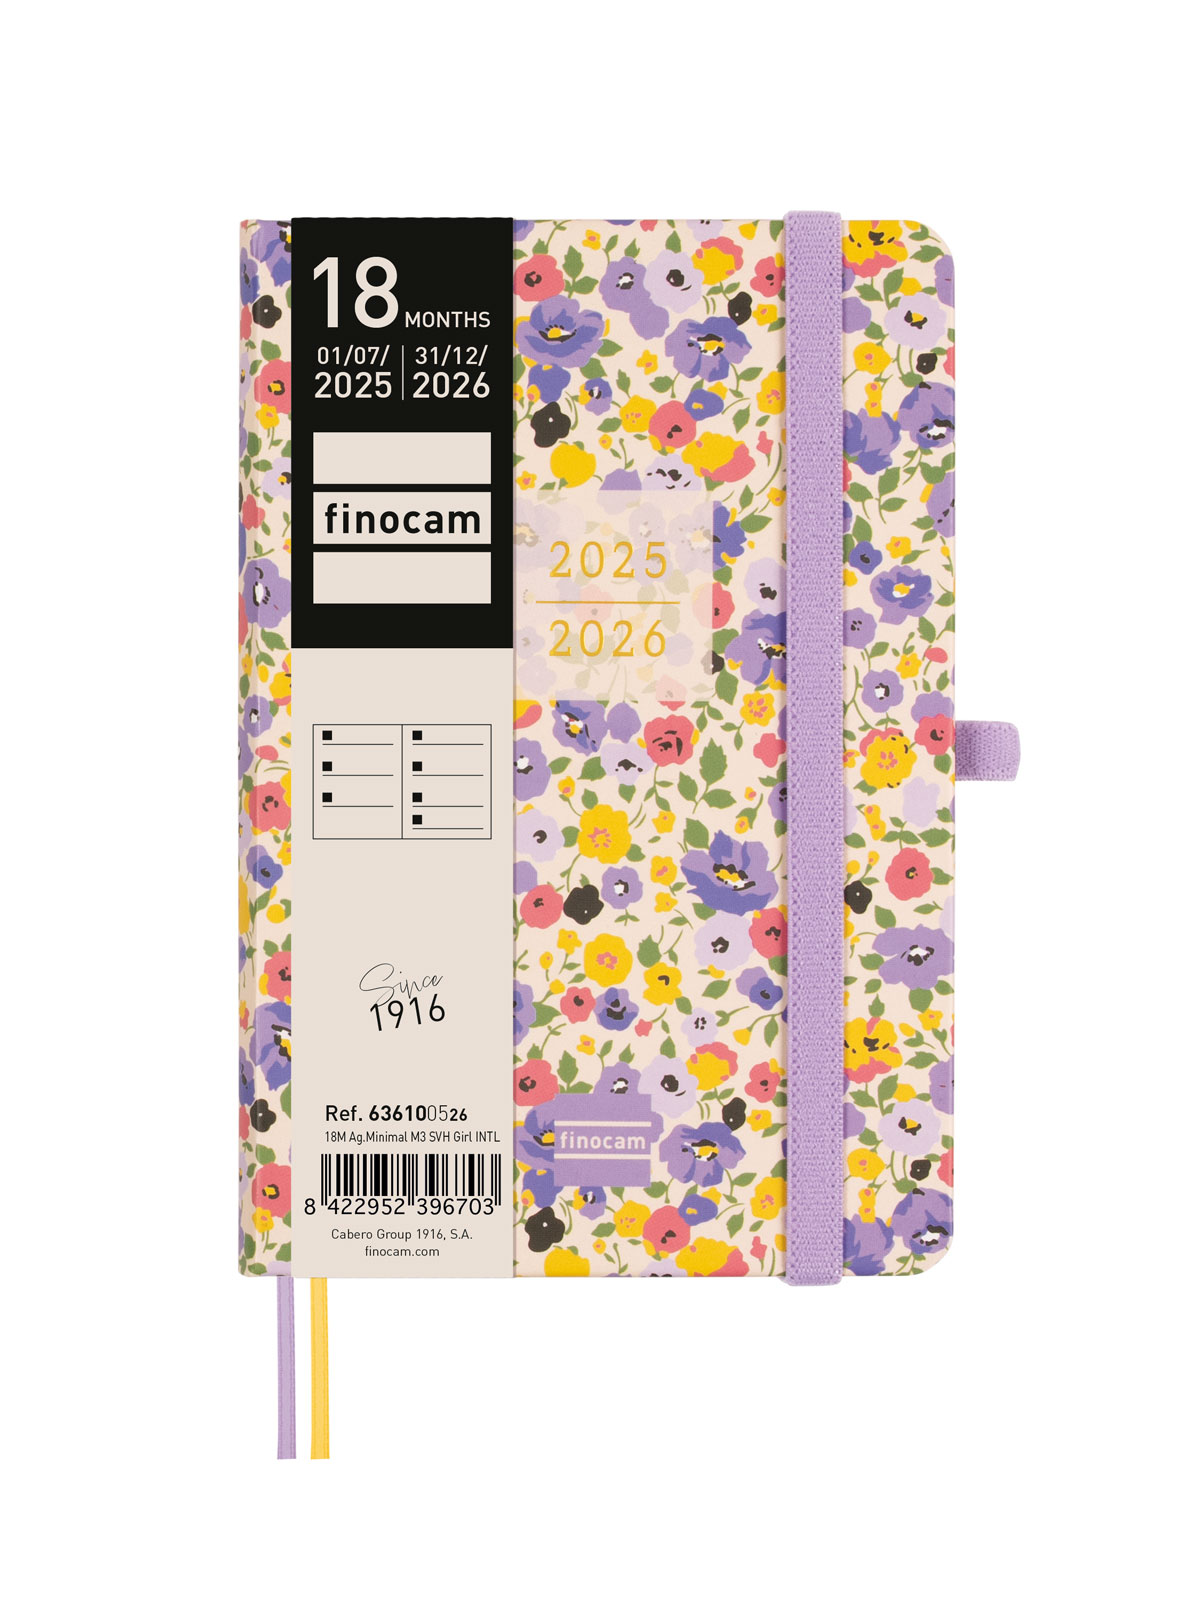 18 MONTHS
01/07/ 31/12/
2025 2026
finocam
2025
2026
Since
1916
Ref. 636100526
18M Ag.Minimal M3 SVH Girl INTL
8 422952 396703
Cabero Group 1916, S.A.
finocam.com
finocam